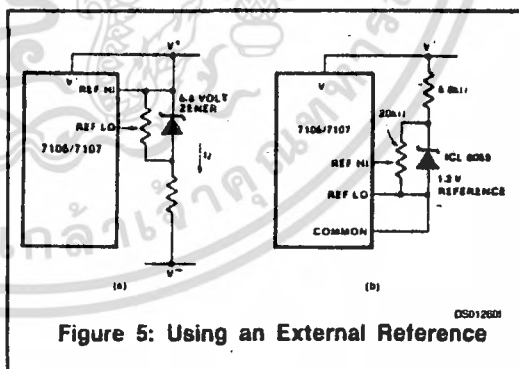 V+
V
REF HI
6.8 VOLT
ZENER
REF LO
7106/7107
IZ
V-
(a)
V
V
6.8kΩ
20kΩ
7106/7107
REF HI
ICL 8069
1.2 V
REFERENCE
REF LO
COMMON
(b)
DS012601
Figure 5: Using an External Reference